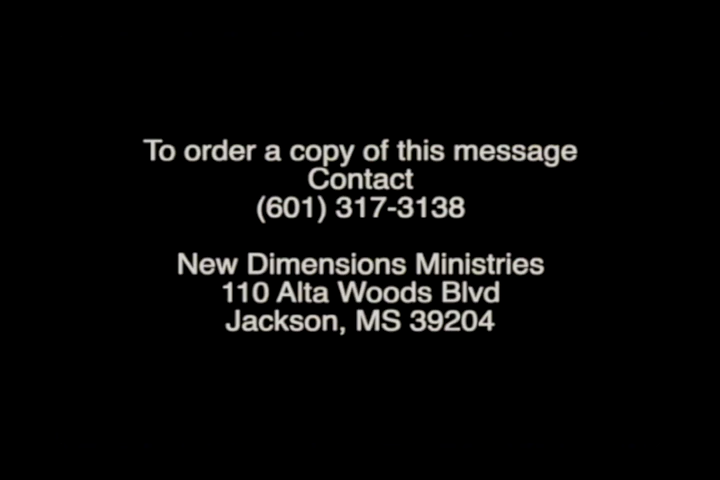 To order a copy of this message
Contact
(601) 317-3138
New Dimensions Ministries
110 Alta Woods Blvd
Jackson, MS 39204